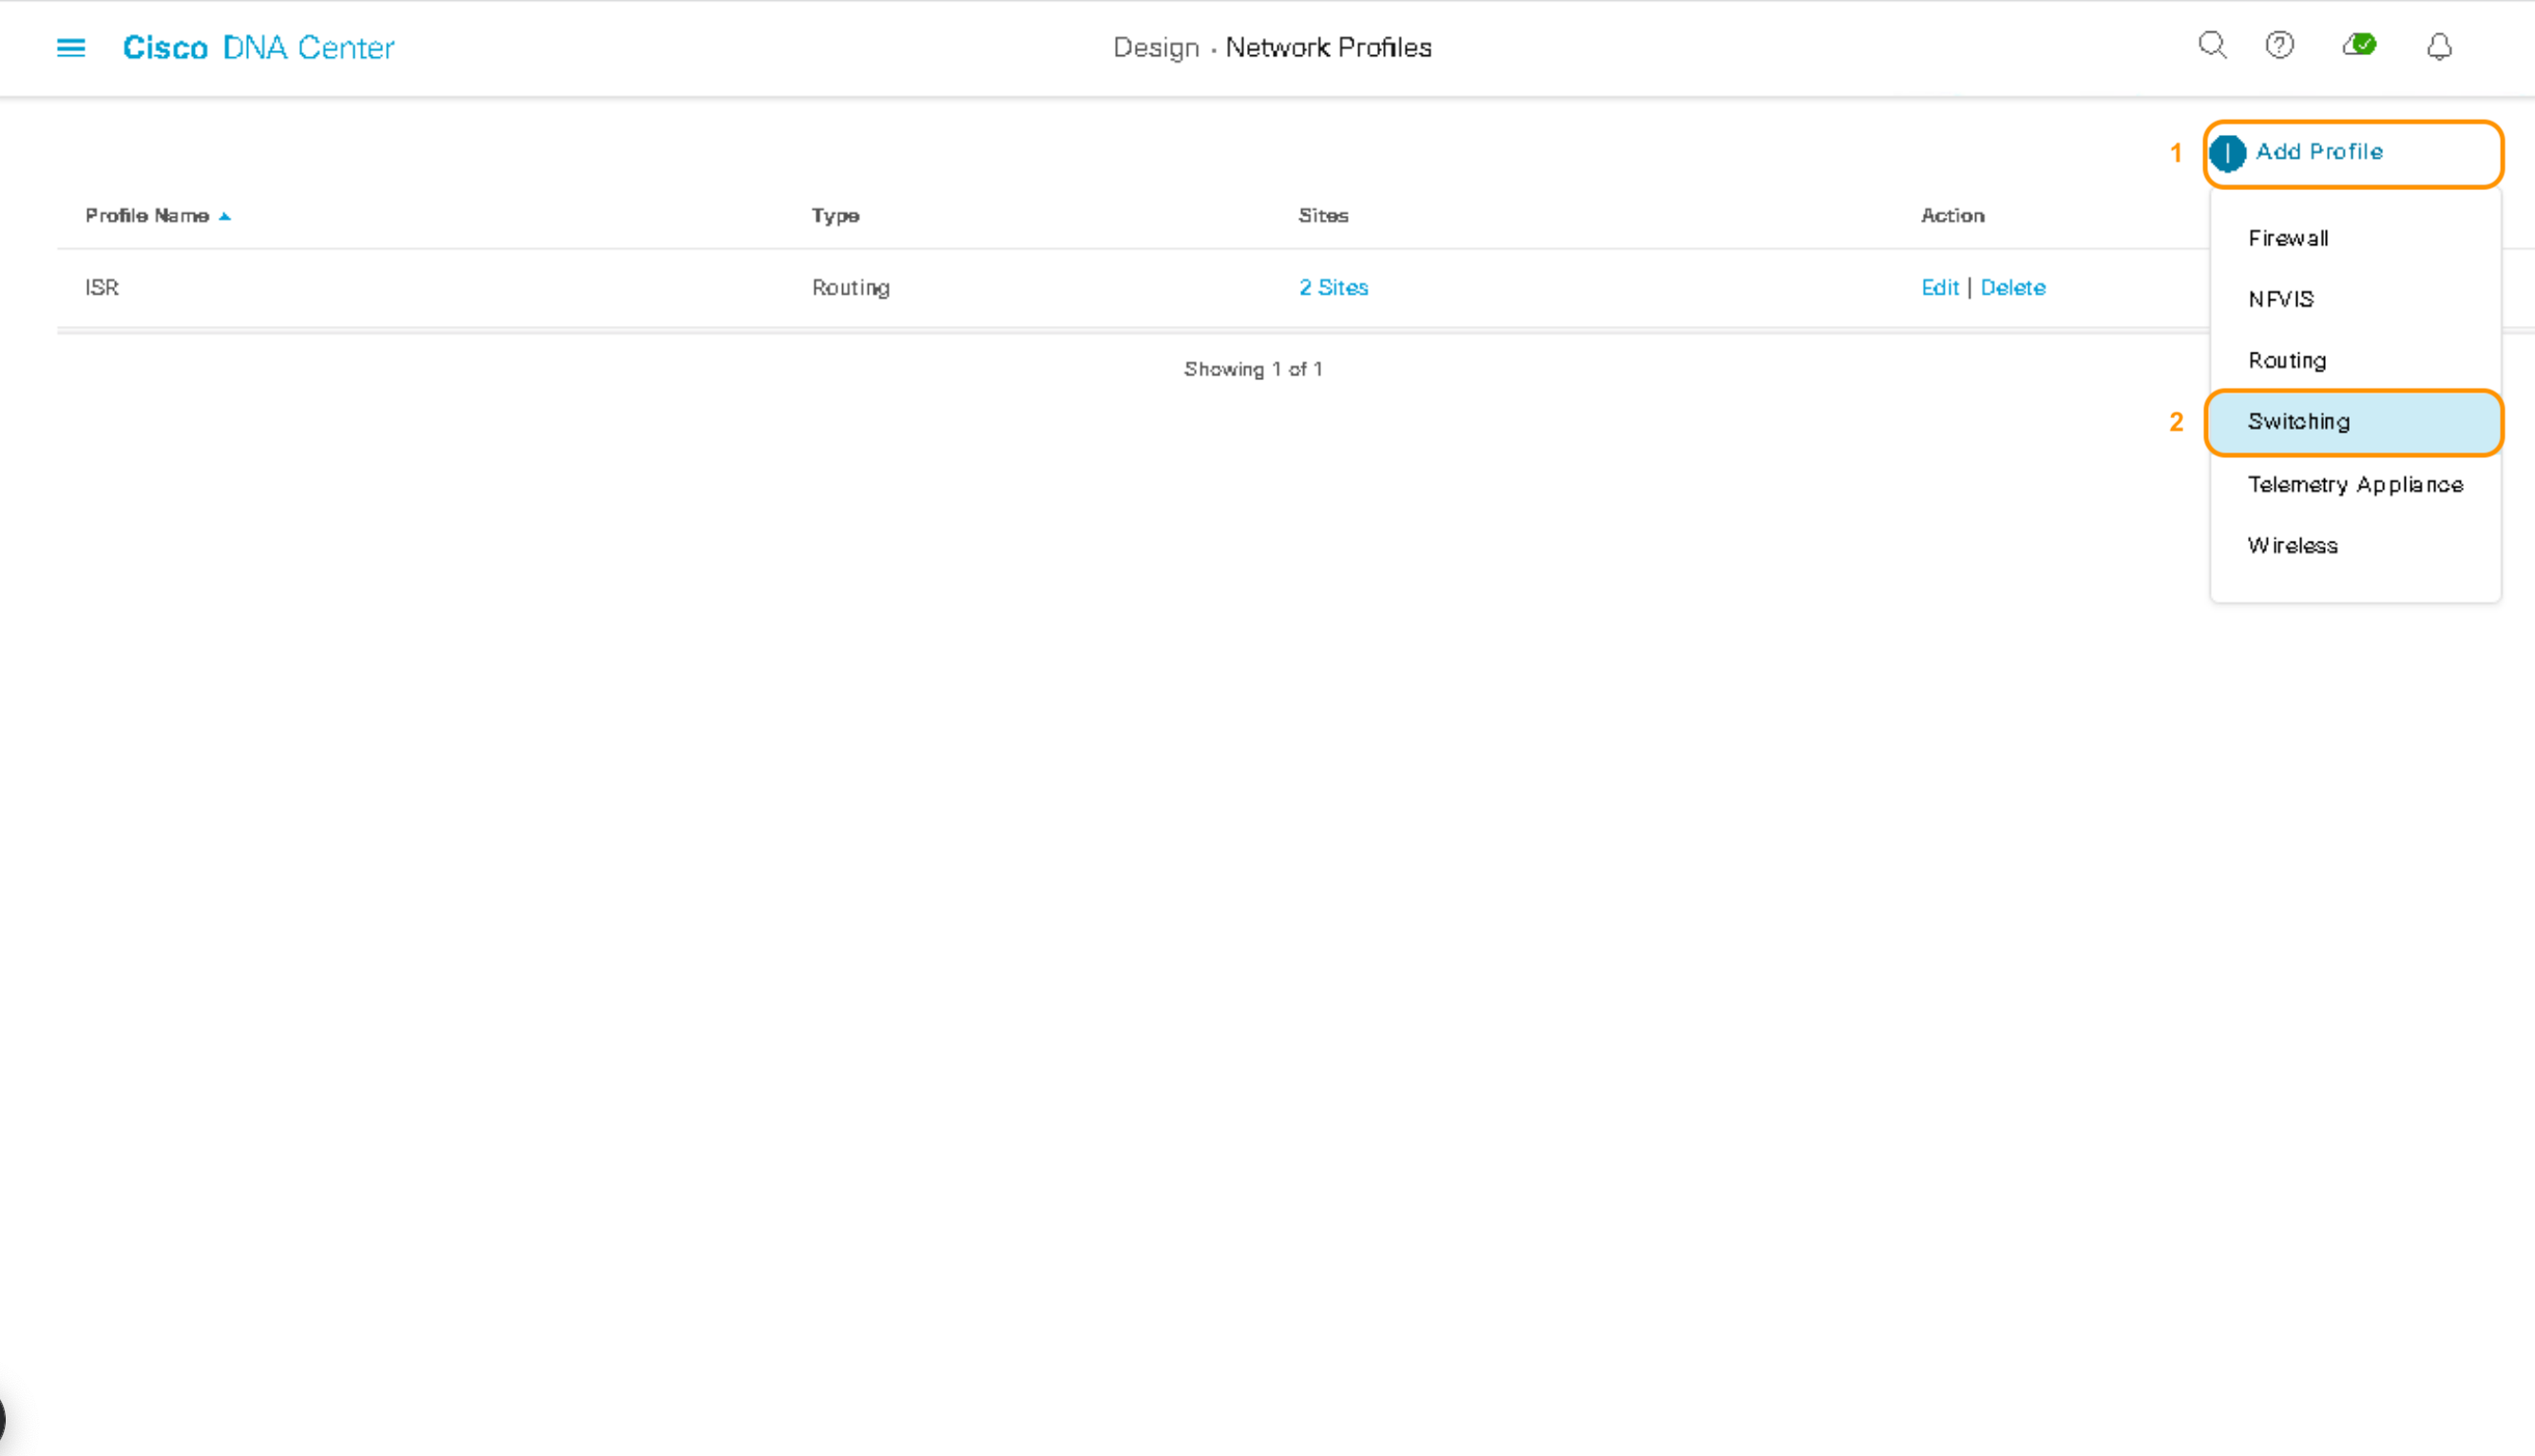 Cisco DNA Center
Design · Network Profiles
1 Add Profile
Profile Name Type Sites Action
Firewall
ISR Routing 2 Sites Edit | Delete
NFVIS
Routing
Showing 1 of 1
2 Switching
Telemetry Appliance
Wireless